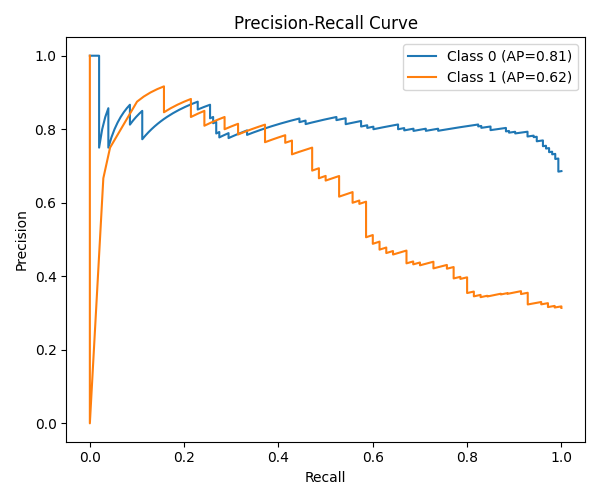 Precision-Recall Curve
Class 0 (AP=0.81)
Class 1 (AP=0.62)
Precision
1.0
0.8
0.6
0.4
0.2
0.0
0.0 0.2 0.4 0.6 0.8 1.0
Recall